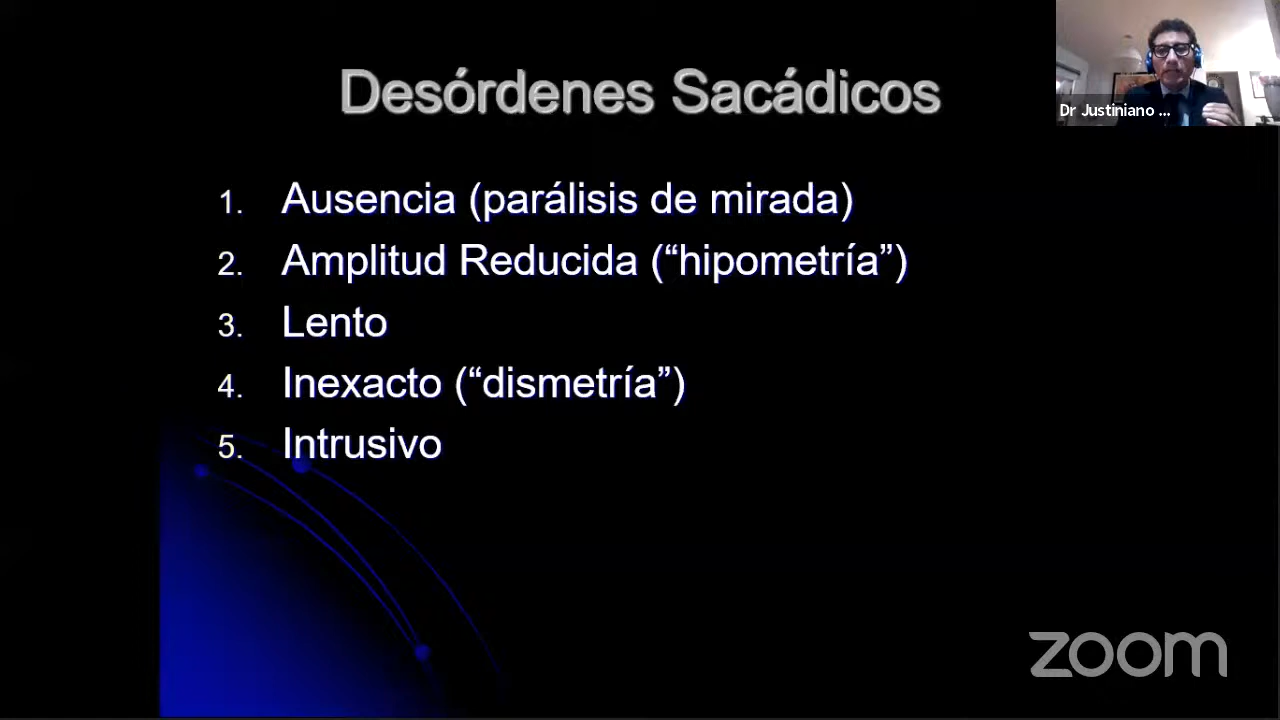 Desórdenes Sacádicos
Dr Justiniano ...
1. Ausencia (parálisis de mirada)
2. Amplitud Reducida (“hipometría”)
3. Lento
4. Inexacto (“dismetría”)
5. Intrusivo
zoom